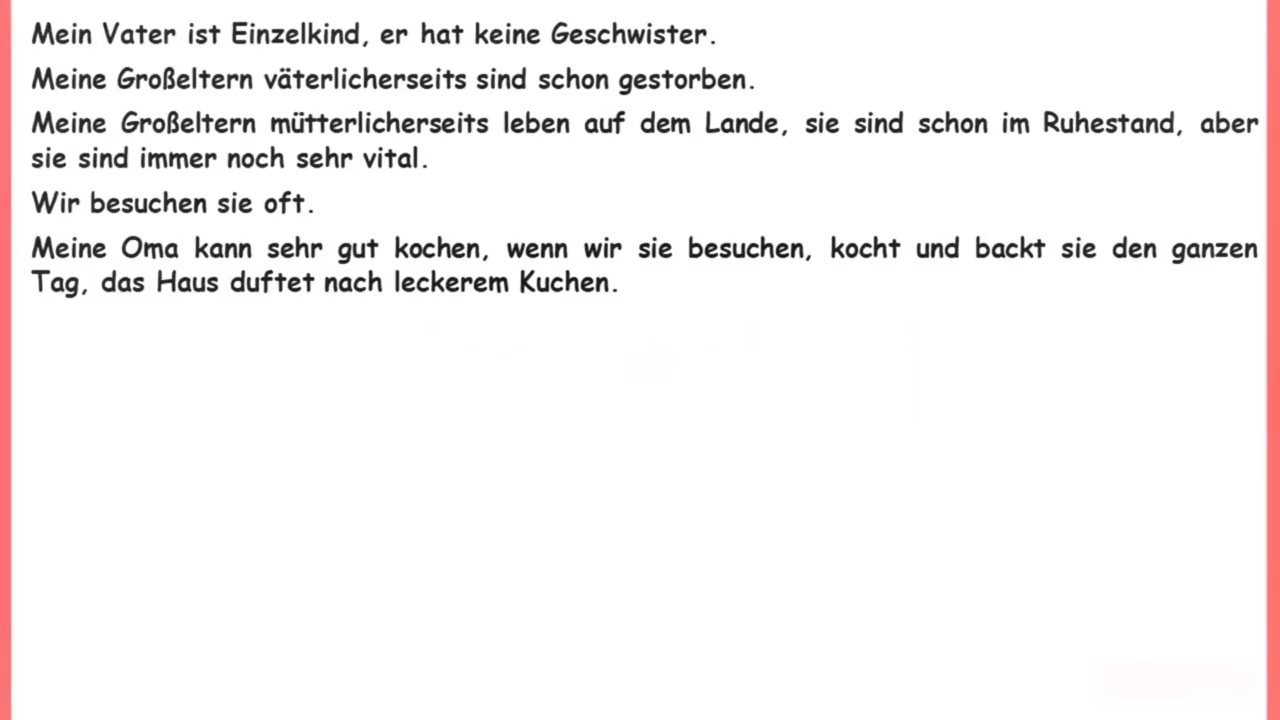 Mein Vater ist Einzelkind, er hat keine Geschwister.
Meine Großeltern väterlicherseits sind schon gestorben.
Meine Großeltern mütterlicherseits leben auf dem Lande, sie sind schon im Ruhestand, aber
sie sind immer noch sehr vital.
Wir besuchen sie oft.
Meine Oma kann sehr gut kochen, wenn wir sie besuchen, kocht und backt sie den ganzen
Tag, das Haus duftet nach leckerem Kuchen.